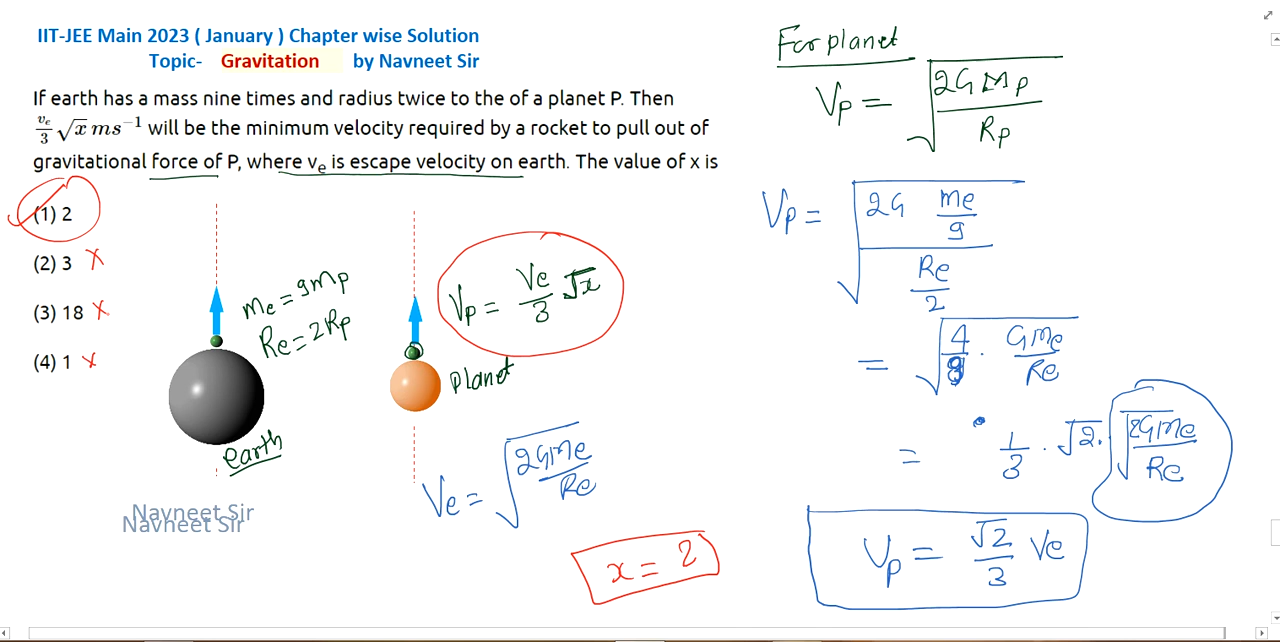 IIT-JEE Main 2023 ( January ) Chapter wise Solution
Topic- Gravitation by Navneet Sir
If earth has a mass nine times and radius twice to the of a planet P. Then
vₑ/3 √x ms⁻¹ will be the minimum velocity required by a rocket to pull out of
gravitational force of P, where vₑ is escape velocity on earth. The value of x is
(1) 2
(2) 3 X
(3) 18 X
(4) 1 X
Me = 9Mp
Re = 2Rp
earth
Vp = Ve/3 √x
Planet
Ve = √(2GMe/Re)
x = 2
Navneet Sir
Navneet Sir
For planet
Vp = √(2GMp/Rp)
Vp = √(2G Me/9 / Re/2)
= √(4/9 · GMe/Re)
= 1/3 · √2 · √(2GMe/Re)
Vp = √2/3 Ve